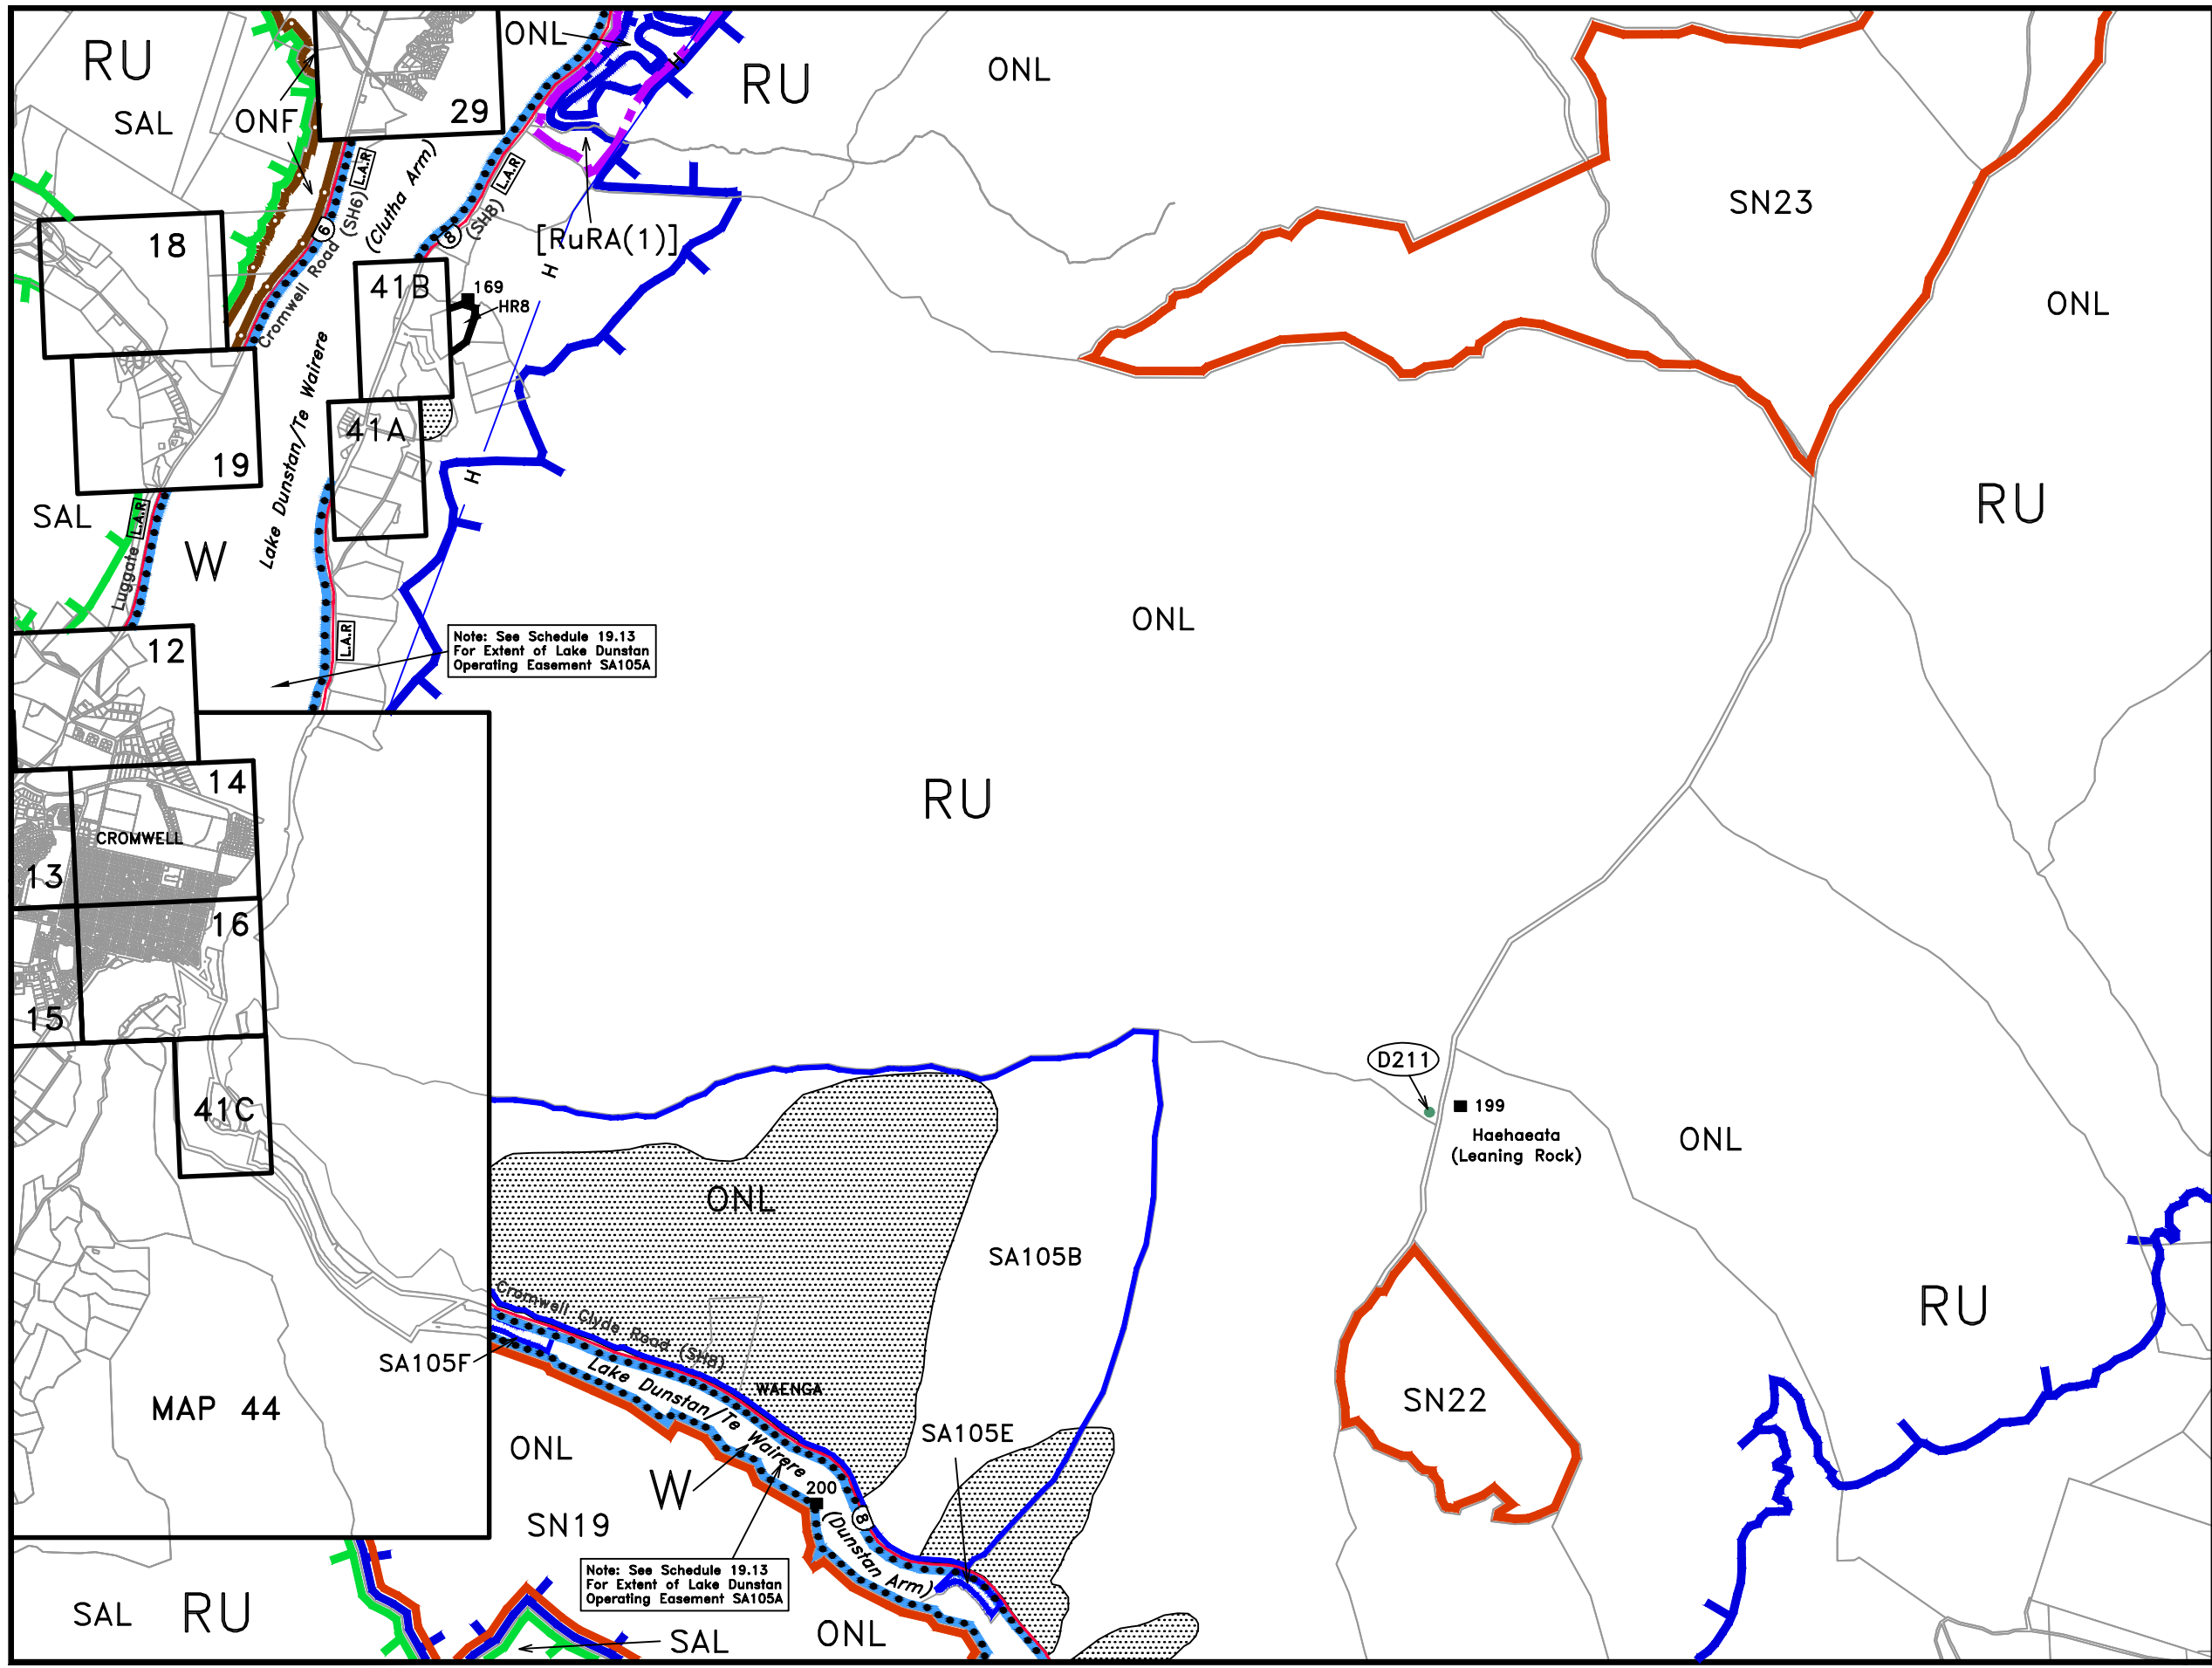 RU
SAL
ONF
29
ONL
RU
ONL
H
L.A.R
L.A.R
(Clutha Arm)
6
(SH6)
Cromwell Road
8
(SH8)
[RuRA(1)]
H
SN23
ONL
18
41B
169
HR8
Lake Dunstan/Te Wairere
41A
19
H
SAL
L.A.R
Luggate
W
RU
ONL
L.A.R
12
Note: See Schedule 19.13
For Extent of Lake Dunstan
Operating Easement SA105A
14
CROMWELL
13
RU
16
15
41C
D211
199
Haehaeata
(Leaning Rock)
ONL
ONL
SA105B
RU
Cromwell Clyde Road (SH8)
SA105F
Lake Dunstan/Te Wairere
WAENGA
MAP 44
SN22
SA105E
ONL
W
200
8
(Dunstan Arm)
SN19
Note: See Schedule 19.13
For Extent of Lake Dunstan
Operating Easement SA105A
SAL
RU
SAL
ONL